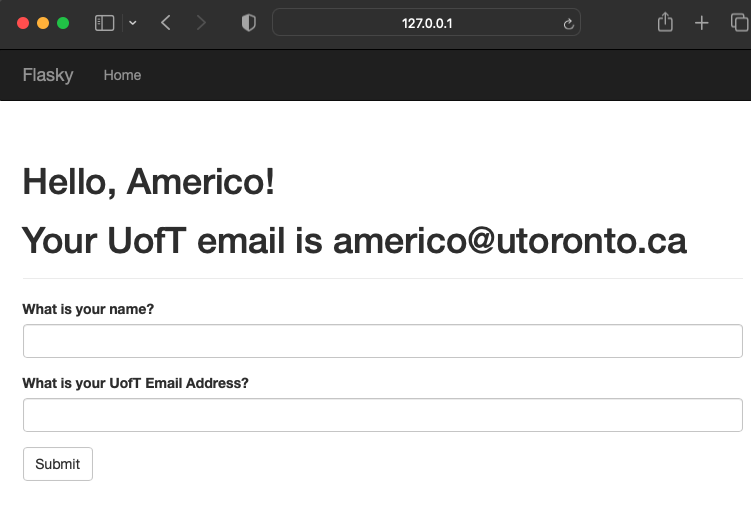 127.0.0.1
Flasky Home
Hello, Americo!
Your UofT email is americo@utoronto.ca
What is your name?
What is your UofT Email Address?
Submit